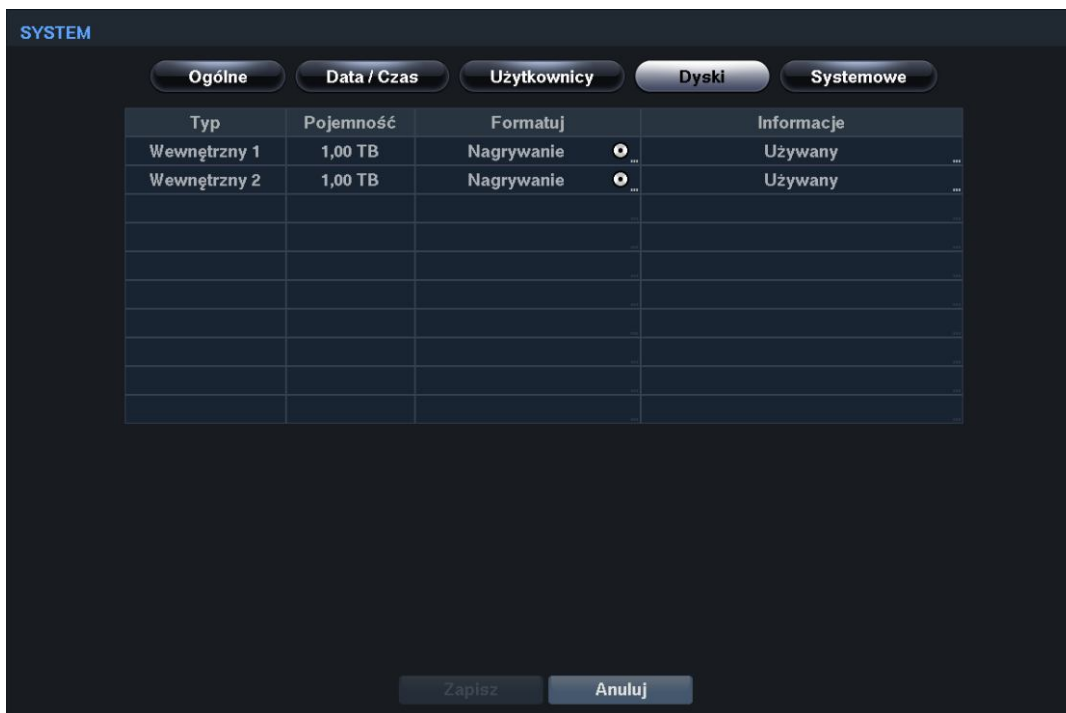 SYSTEM
Ogólne Data / Czas Użytkownicy Dyski Systemowe
Typ Pojemność Formatuj Informacje
Wewnętrzny 1 1,00 TB Nagrywanie ... Używany ...
Wewnętrzny 2 1,00 TB Nagrywanie ... Używany ...
Zapisz Anuluj